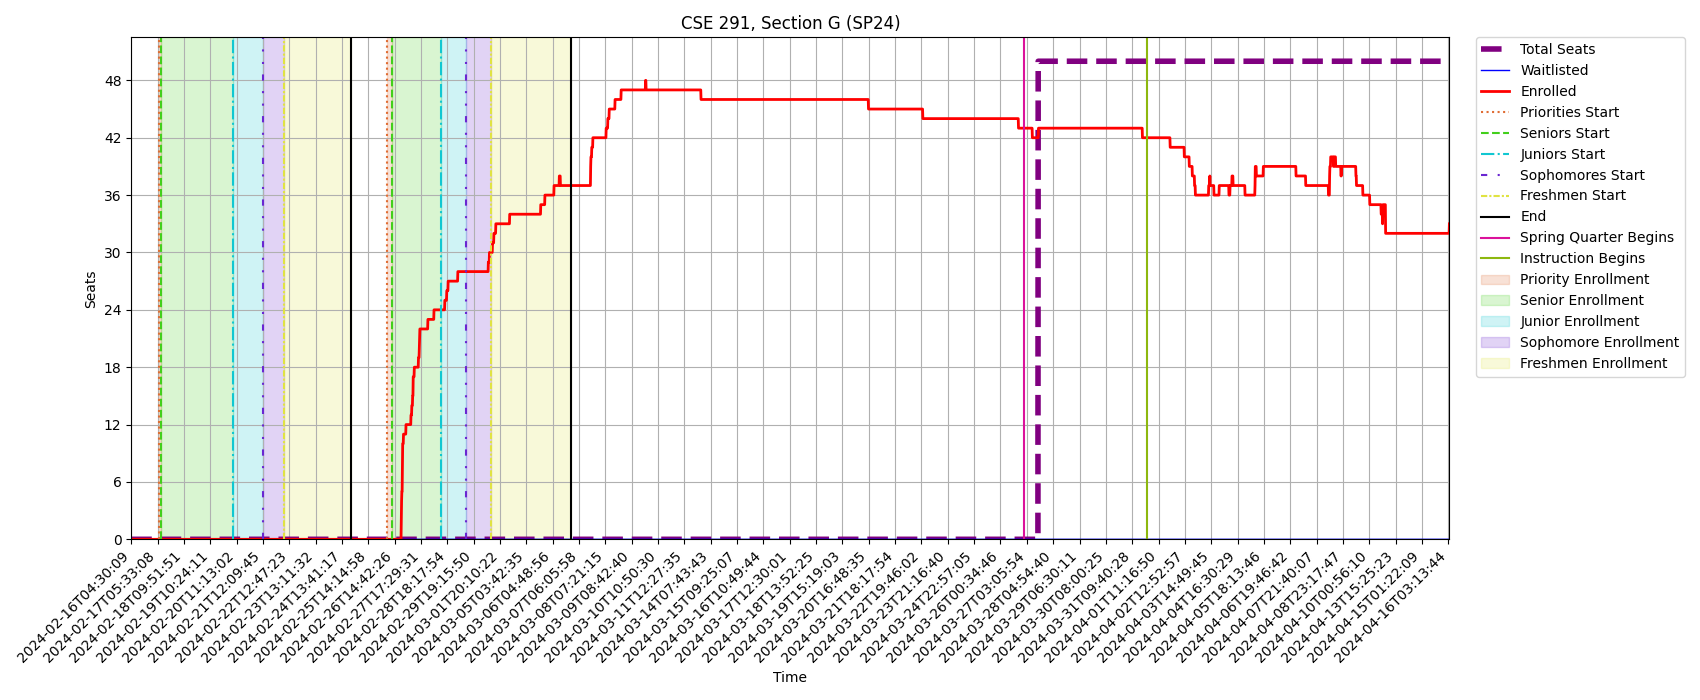 CSE 291, Section G (SP24)
Seats
48
42
36
30
24
18
12
6
0
2024-02-16T04:30:09
2024-02-17T05:33:08
2024-02-18T09:51:51
2024-02-19T10:24:11
2024-02-20T11:13:02
2024-02-21T12:09:45
2024-02-22T12:47:23
2024-02-23T13:11:32
2024-02-24T13:41:17
2024-02-25T14:14:58
2024-02-26T14:42:26
2024-02-27T17:29:31
2024-02-28T18:17:54
2024-02-29T19:15:50
2024-03-01T20:10:22
2024-03-05T03:42:35
2024-03-06T04:48:56
2024-03-07T06:05:58
2024-03-08T07:21:15
2024-03-09T08:42:40
2024-03-10T10:50:30
2024-03-11T12:27:35
2024-03-14T07:43:43
2024-03-15T09:25:07
2024-03-16T10:49:44
2024-03-17T12:30:01
2024-03-18T13:52:25
2024-03-19T15:19:03
2024-03-20T16:48:35
2024-03-21T18:17:54
2024-03-22T19:46:02
2024-03-23T21:16:40
2024-03-24T22:57:05
2024-03-26T00:34:46
2024-03-27T03:05:54
2024-03-28T04:54:40
2024-03-29T06:30:11
2024-03-30T08:00:25
2024-03-31T09:40:28
2024-04-01T11:16:50
2024-04-02T12:52:57
2024-04-03T14:49:45
2024-04-04T16:30:29
2024-04-05T18:13:46
2024-04-06T19:46:42
2024-04-07T21:40:07
2024-04-08T23:17:47
2024-04-10T00:56:10
2024-04-13T15:25:23
2024-04-15T01:22:09
2024-04-16T03:13:44
Time
Total Seats
Waitlisted
Enrolled
Priorities Start
Seniors Start
Juniors Start
Sophomores Start
Freshmen Start
End
Spring Quarter Begins
Instruction Begins
Priority Enrollment
Senior Enrollment
Junior Enrollment
Sophomore Enrollment
Freshmen Enrollment